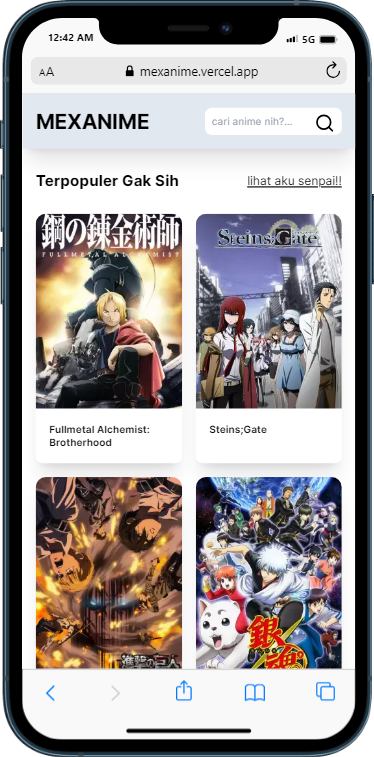 12:42 AM
5G
AA
mexanime.vercel.app
MEXANIME
cari anime nih?...
Terpopuler Gak Sih
lihat aku senpai!!
鋼の錬金術師
FULLMETAL ALCHEMIST
Steins;Gate
Fullmetal Alchemist:
Brotherhood
Steins;Gate
進撃の巨人
銀魂